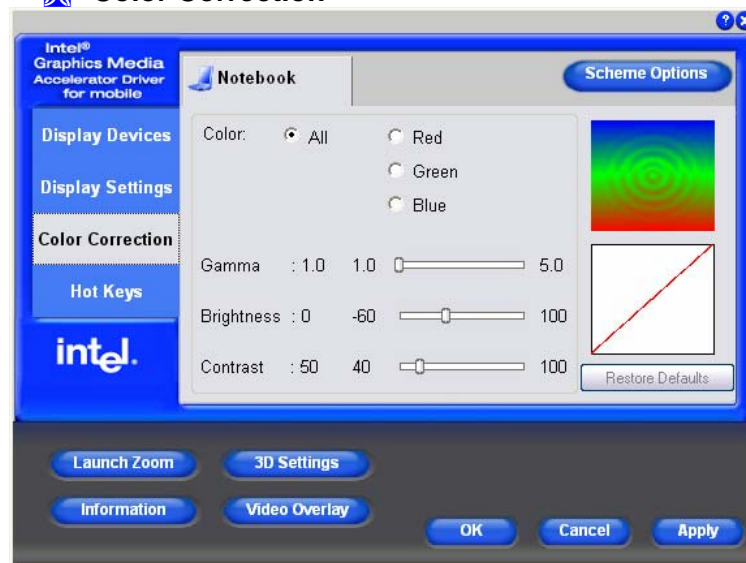 Color Correction
Intel®
Graphics Media
Accelerator Driver
for mobile
Notebook
Scheme Options
Display Devices
Display Settings
Color Correction
Hot Keys
intel.
Color: All Red
Green
Blue
Gamma : 1.0 1.0 5.0
Brightness : 0 -60 100
Contrast : 50 40 100
Restore Defaults
Launch Zoom 3D Settings
Information Video Overlay
OK Cancel Apply